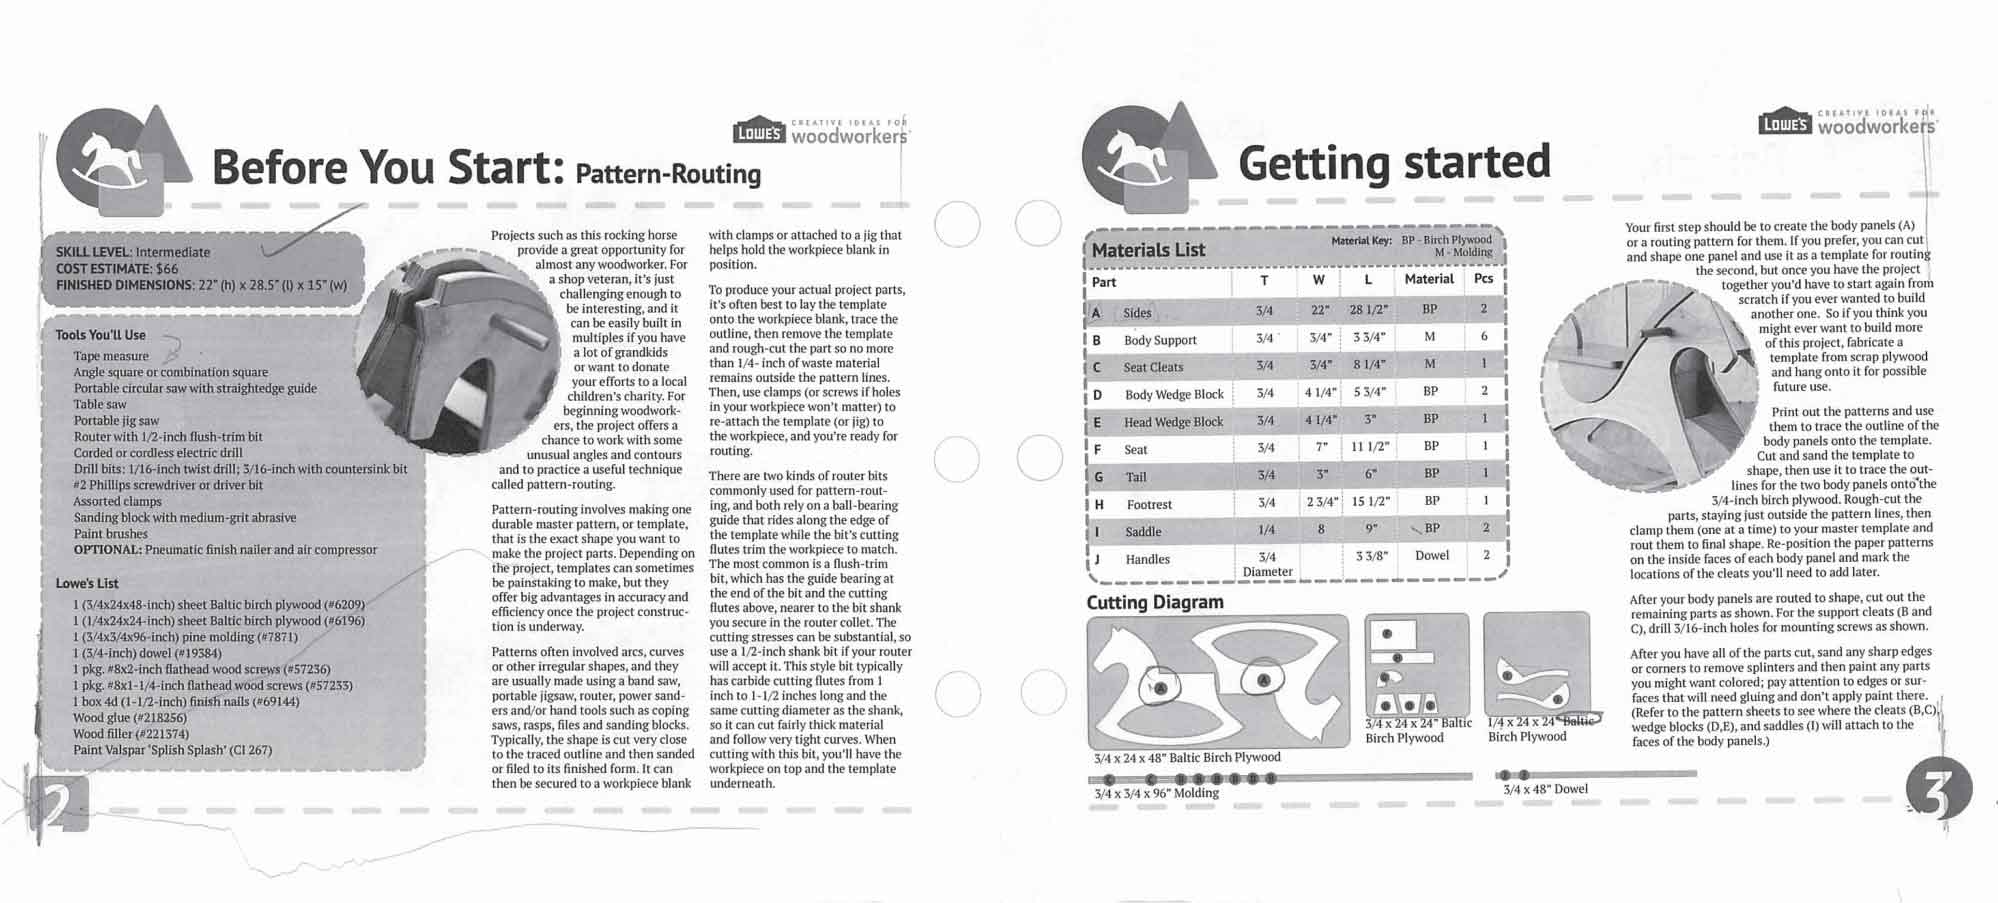 LOWE'S
CREATIVE IDEAS FOR
woodworkers
Before You Start: Pattern-Routing
SKILL LEVEL: Intermediate
COST ESTIMATE: $66
FINISHED DIMENSIONS: 22" (h) x 28.5" (l) x 15" (w)
Tools You'll Use
Tape measure
Angle square or combination square
Portable circular saw with straightedge guide
Table saw
Portable jig saw
Router with 1/2-inch flush-trim bit
Corded or cordless electric drill
Drill bits: 1/16-inch twist drill; 3/16-inch with countersink bit
#2 Phillips screwdriver or driver bit
Assorted clamps
Sanding block with medium-grit abrasive
Paint brushes
OPTIONAL: Pneumatic finish nailer and air compressor
Lowe's List
1 (3/4x24x48-inch) sheet Baltic birch plywood (#6209)
1 (1/4x24x24-inch) sheet Baltic birch plywood (#6196)
1 (3/4x3/4x96-inch) pine molding (#7871)
1 (3/4-inch) dowel (#19384)
1 pkg. #8x2-inch flathead wood screws (#57236)
1 pkg. #8x1-1/4-inch flathead wood screws (#57233)
1 box 4d (1-1/2-inch) finish nails (#69144)
Wood glue (#218256)
Wood filler (#221374)
Paint Valspar 'Splish Splash' (CI 267)
2
Projects such as this rocking horse
provide a great opportunity for
almost any woodworker. For
a shop veteran, it's just
challenging enough to
be interesting, and it
can be easily built in
multiples if you have
a lot of grandkids
or want to donate
your efforts to a local
children's charity. For
beginning woodwork-
ers, the project offers a
chance to work with some
unusual angles and contours
and to practice a useful technique
called pattern-routing.
Pattern-routing involves making one
durable master pattern, or template,
that is the exact shape you want to
make the project parts. Depending on
the project, templates can sometimes
be painstaking to make, but they
offer big advantages in accuracy and
efficiency once the project construc-
tion is underway.
Patterns often involved arcs, curves
or other irregular shapes, and they
are usually made using a band saw,
portable jigsaw, router, power sand-
ers and/or hand tools such as coping
saws, rasps, files and sanding blocks.
Typically, the shape is cut very close
to the traced outline and then sanded
or filed to its finished form. It can
then be secured to a workpiece blank
with clamps or attached to a jig that
helps hold the workpiece blank in
position.
To produce your actual project parts,
it's often best to lay the template
onto the workpiece blank, trace the
outline, then remove the template
and rough-cut the part so no more
than 1/4- inch of waste material
remains outside the pattern lines.
Then, use clamps (or screws if holes
in your workpiece won't matter) to
re-attach the template (or jig) to
the workpiece, and you're ready for
routing.
There are two kinds of router bits
commonly used for pattern-rout-
ing, and both rely on a ball-bearing
guide that rides along the edge of
the template while the bit's cutting
flutes trim the workpiece to match.
The most common is a flush-trim
bit, which has the guide bearing at
the end of the bit and the cutting
flutes above, nearer to the bit shank
you secure in the router collet. The
cutting stresses can be substantial, so
use a 1/2-inch shank bit if your router
will accept it. This style bit typically
has carbide cutting flutes from 1
inch to 1-1/2 inches long and the
same cutting diameter as the shank,
so it can cut fairly thick material
and follow very tight curves. When
cutting with this bit, you'll have the
workpiece on top and the template
underneath.
LOWE'S
CREATIVE IDEAS FOR
woodworkers
Getting started
Materials List Material Key: BP - Birch Plywood
M - Molding
Part T W L Material Pcs
A Sides 3/4 22" 28 1/2" BP 2
B Body Support 3/4 3/4" 3 3/4" M 6
C Seat Cleats 3/4 3/4" 8 1/4" M 1
D Body Wedge Block 3/4 4 1/4" 5 3/4" BP 2
E Head Wedge Block 3/4 4 1/4" 3" BP 1
F Seat 3/4 7" 11 1/2" BP 1
G Tail 3/4 3" 6" BP 1
H Footrest 3/4 2 3/4" 15 1/2" BP 1
I Saddle 1/4 8 9" BP 2
J Handles 3/4 3 3/8" Dowel 2
Diameter
Cutting Diagram
A A
3/4 x 24 x 48" Baltic Birch Plywood
3/4 x 24 x 24" Baltic
Birch Plywood
1/4 x 24 x 24" Baltic
Birch Plywood
3/4 x 3/4 x 96" Molding
3/4 x 48" Dowel
Your first step should be to create the body panels (A)
or a routing pattern for them. If you prefer, you can cut
and shape one panel and use it as a template for routing
the second, but once you have the project
together you'd have to start again from
scratch if you ever wanted to build
another one. So if you think you
might ever want to build more
of this project, fabricate a
template from scrap plywood
and hang onto it for possible
future use.
Print out the patterns and use
them to trace the outline of the
body panels onto the template.
Cut and sand the template to
shape, then use it to trace the out-
lines for the two body panels onto the
3/4-inch birch plywood. Rough-cut the
parts, staying just outside the pattern lines, then
clamp them (one at a time) to your master template and
rout them to final shape. Re-position the paper patterns
on the inside faces of each body panel and mark the
locations of the cleats you'll need to add later.
After your body panels are routed to shape, cut out the
remaining parts as shown. For the support cleats (B and
C), drill 3/16-inch holes for mounting screws as shown.
After you have all of the parts cut, sand any sharp edges
or corners to remove splinters and then paint any parts
you might want colored; pay attention to edges or sur-
faces that will need gluing and don't apply paint there.
(Refer to the pattern sheets to see where the cleats (B,C),
wedge blocks (D,E), and saddles (I) will attach to the
faces of the body panels.)
3